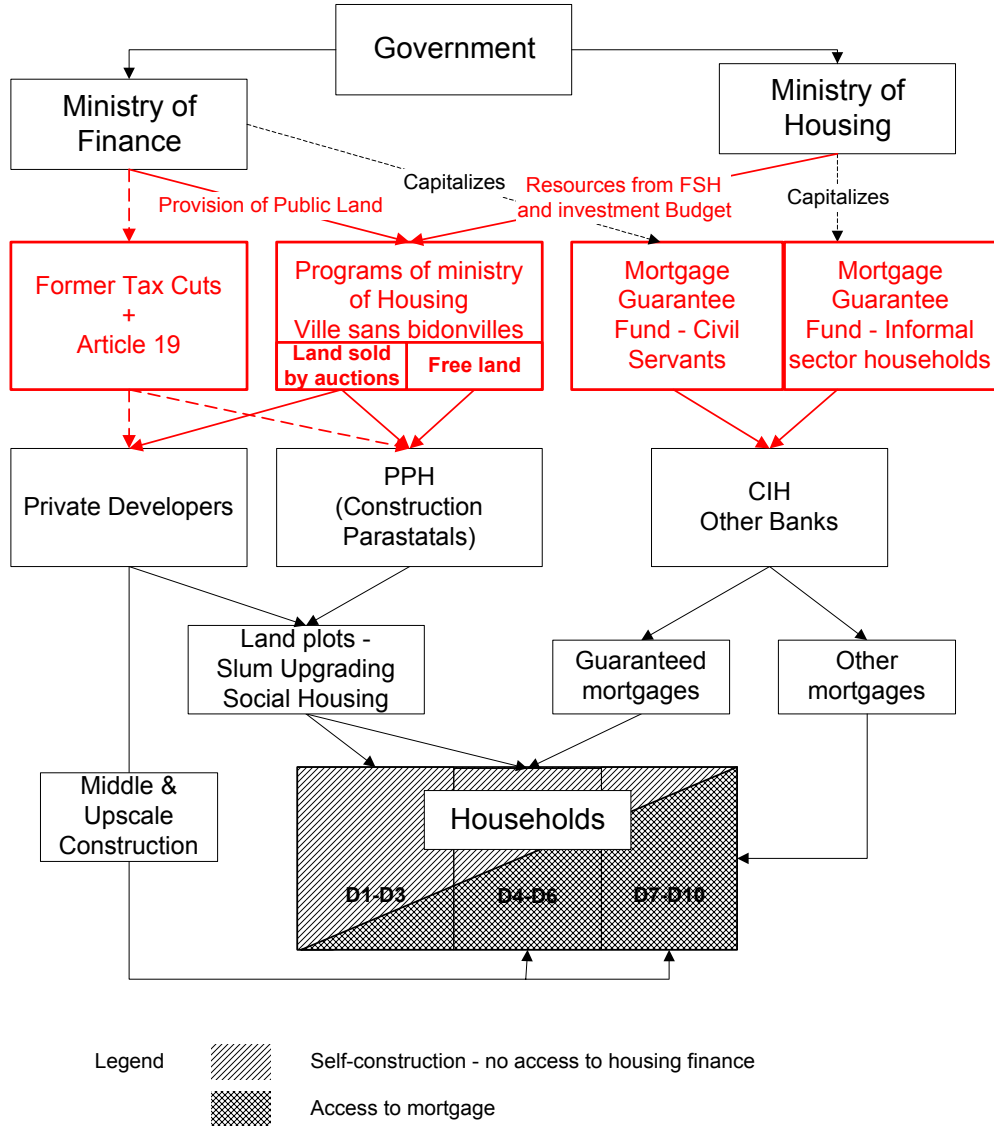 Government
Ministry of
Finance
Ministry of
Housing
Capitalizes
Provision of Public Land
Resources from FSH
and investment Budget
Capitalizes
Former Tax Cuts
+
Article 19
Programs of ministry
of Housing
Ville sans bidonvilles
Land sold
by auctions
Free land
Mortgage
Guarantee
Fund - Civil
Servants
Mortgage
Guarantee
Fund - Informal
sector households
Private Developers
PPH
(Construction
Parastatals)
CIH
Other Banks
Land plots -
Slum Upgrading
Social Housing
Guaranteed
mortgages
Other
mortgages
Middle &
Upscale
Construction
Households
D1-D3
D4-D6
D7-D10
Legend
Self-construction - no access to housing finance
Access to mortgage